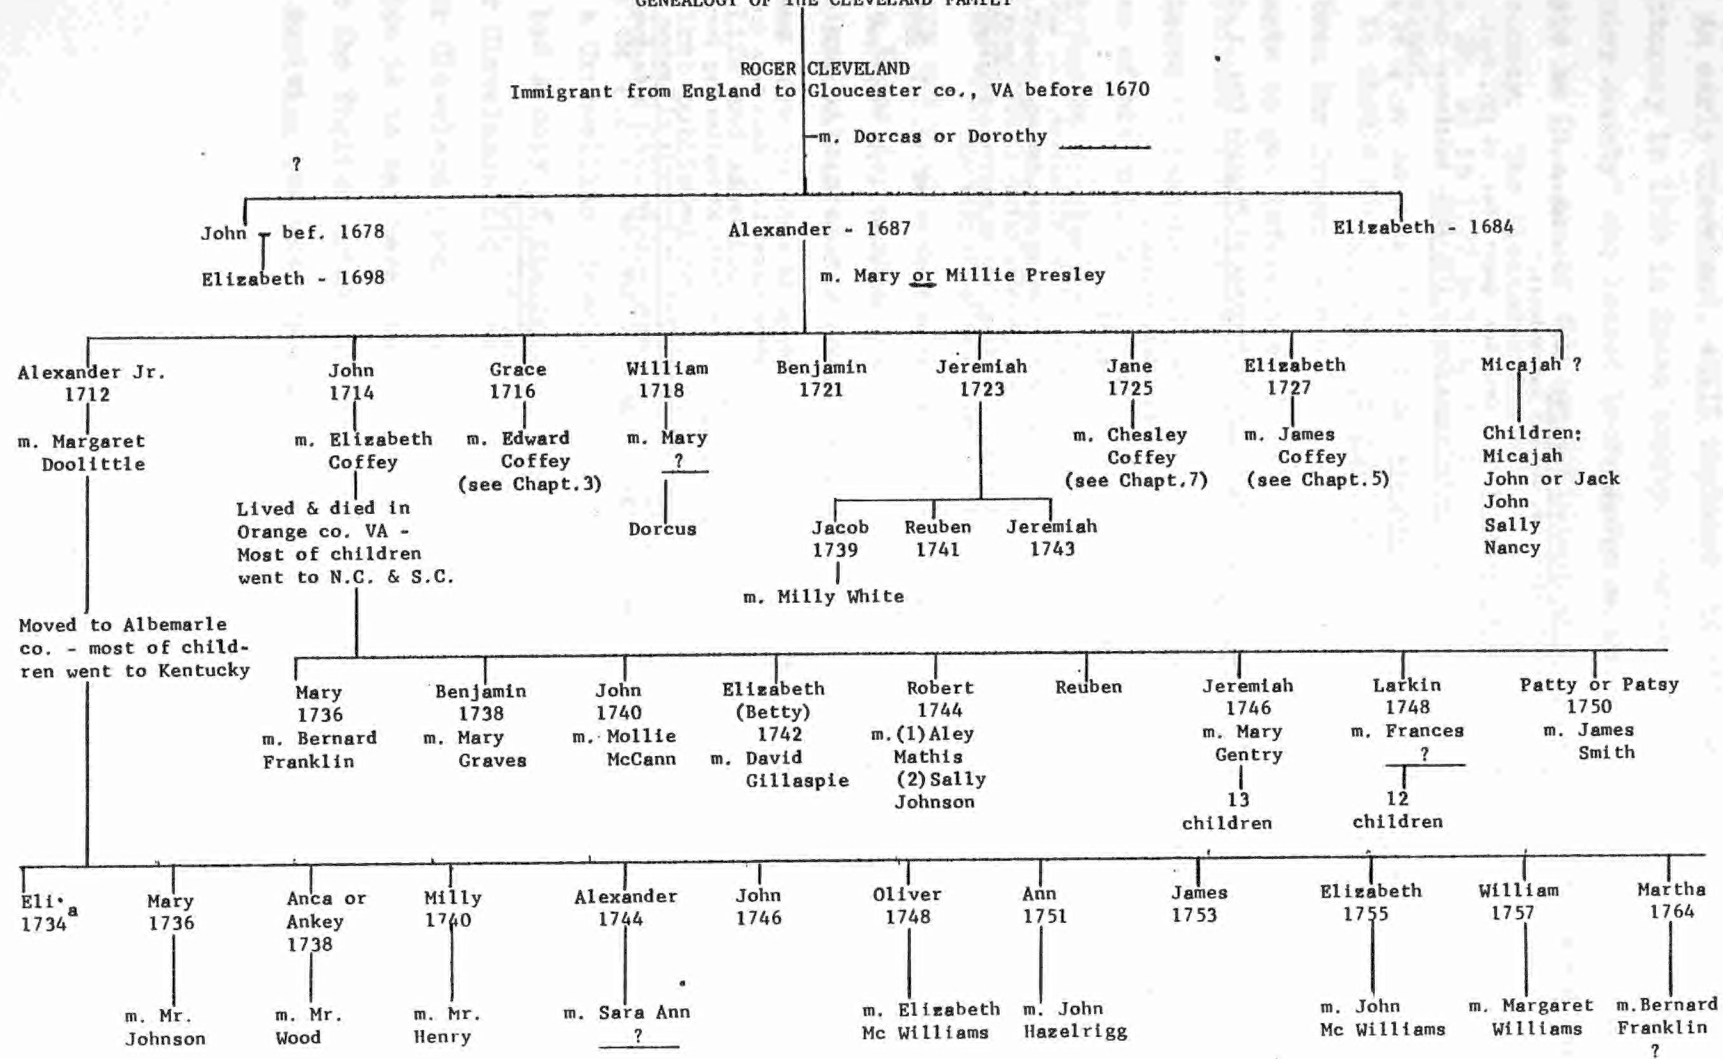 GENEALOGY OF THE CLEVELAND FAMILY
ROGER CLEVELAND
Immigrant from England to Gloucester co., VA before 1670
m. Dorcas or Dorothy
?
John - bef. 1678
Elizabeth - 1698
Alexander - 1687
m. Mary or Millie Presley
Elizabeth - 1684
Alexander Jr.
1712
m. Margaret
Doolittle
Moved to Albemarle
co. - most of child-
ren went to Kentucky
John
1714
m. Elizabeth
Coffey
Lived & died in
Orange co. VA -
Most of children
went to N.C. & S.C.
Grace
1716
m. Edward
Coffey
(see Chapt.3)
William
1718
m. Mary
?
Dorcus
Benjamin
1721
Jeremiah
1723
Jacob
1739
m. Milly White
Reuben
1741
Jeremiah
1743
Jane
1725
m. Chesley
Coffey
(see Chapt.7)
Elizabeth
1727
m. James
Coffey
(see Chapt.5)
Micajah ?
Children:
Micajah
John or Jack
John
Sally
Nancy
Mary
1736
m. Bernard
Franklin
Benjamin
1738
m. Mary
Graves
John
1740
m. Mollie
McCann
Elizabeth
(Betty)
1742
m. David
Gillaspie
Robert
1744
m.(1)Aley
Mathis
(2)Sally
Johnson
Reuben
Jeremiah
1746
m. Mary
Gentry
13
children
Larkin
1748
m. Frances
?
12
children
Patty or Patsy
1750
m. James
Smith
1734
Mary
1736
m. Mr.
Johnson
Anca or
Ankey
1738
m. Mr.
Wood
Milly
1740
m. Mr.
Henry
Alexander
1744
m. Sara Ann
?
John
1746
Oliver
1748
m. Elizabeth
Mc Williams
Ann
1751
m. John
Hazelrigg
James
1753
Elizabeth
1755
m. John
Mc Williams
William
1757
m. Margaret
Williams
Martha
1764
m.Bernard
Franklin
?